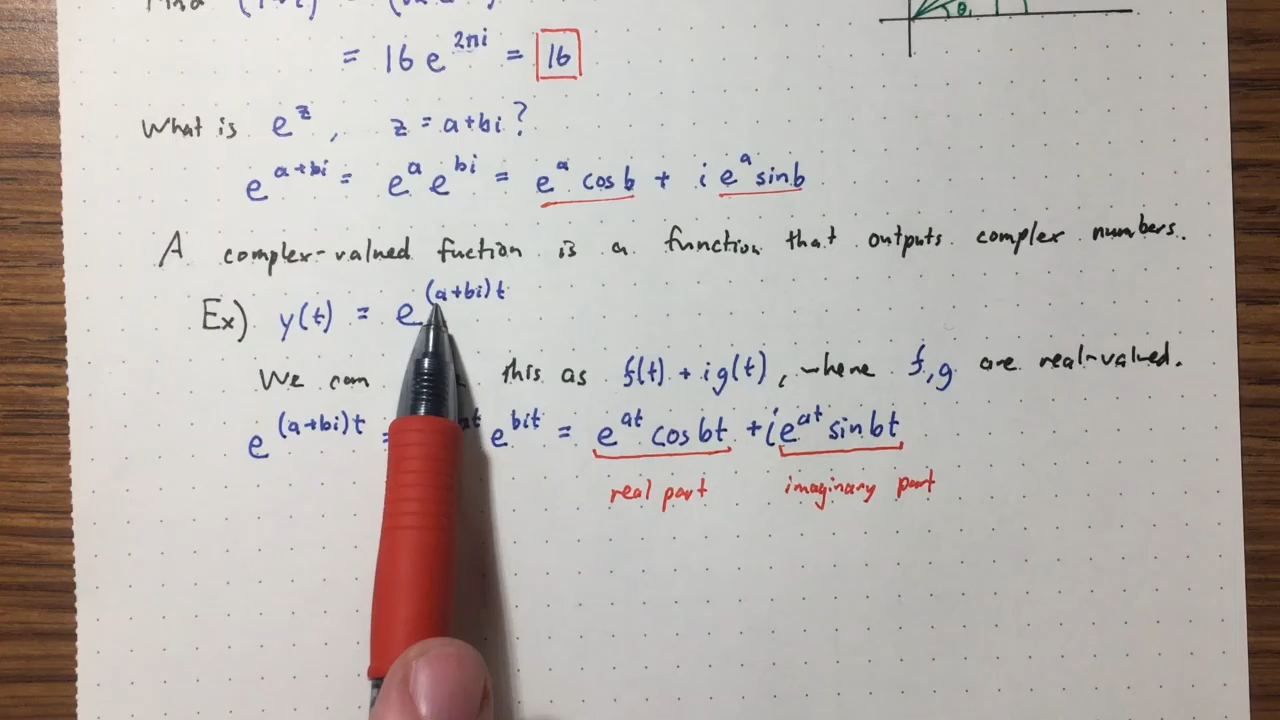 = 16 e^{2πi} = 16
What is e^z, z = a+bi?
e^{a+bi} = e^a e^{bi} = e^a cos b + i e^a sin b
A complex-valued fuction is a function that outputs complex numbers.
Ex) y(t) = e^{(a+bi)t}
We can this as f(t) + ig(t), where f,g are real-valued.
e^{(a+bi)t} = e^{bit} = e^{at} cos bt + i e^{at} sin bt
real part imaginary part